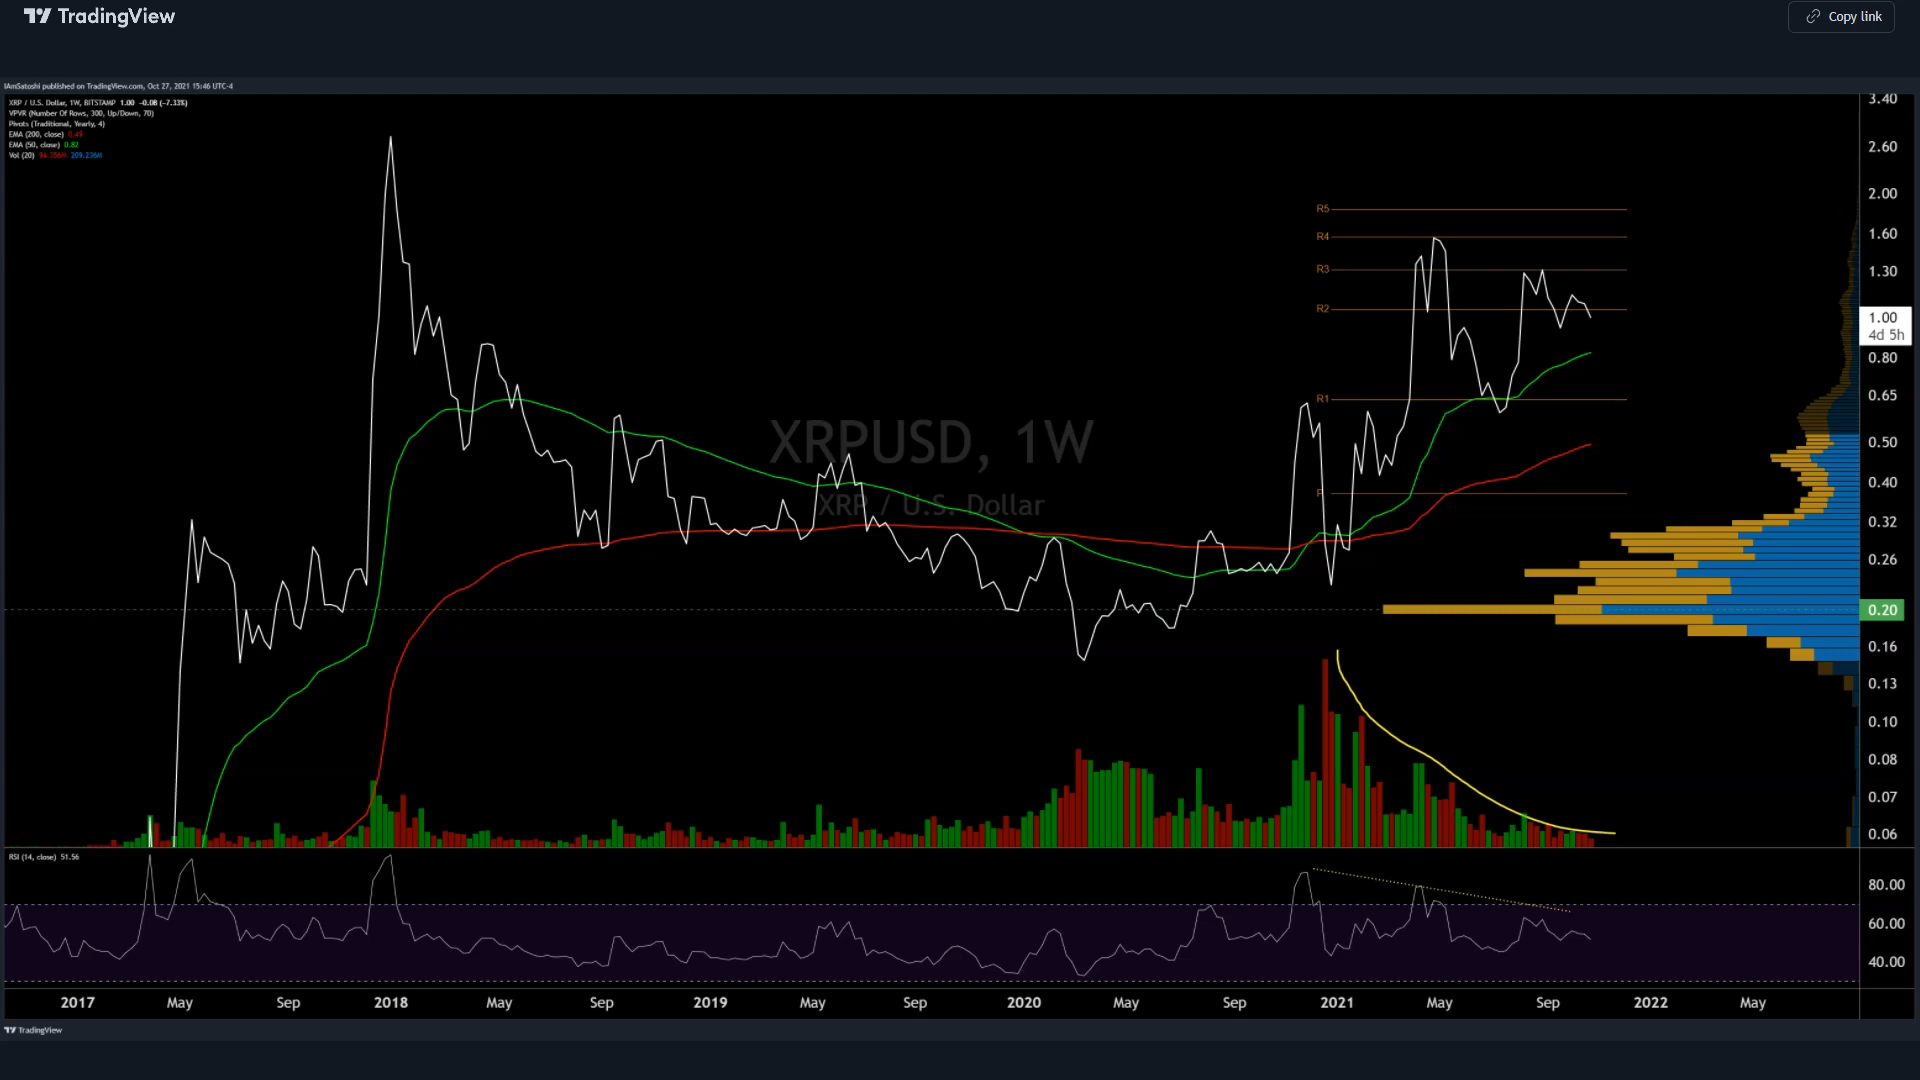 TradingView
Copy link
IAmSatoshi published on TradingView.com, Oct 27, 2021 15:46 UTC-4
XRP / U.S. Dollar, 1W, BITSTAMP 1.00 -0.08 (-7.33%)
VPVR (Number Of Rows, 300, Up/Down, 70)
Pivots (Traditional, Yearly, 4)
EMA (200, close) 0.49
EMA (50, close) 0.82
Vol (20) 94.356M 209.236M
XRPUSD, 1W
XRP / U.S. Dollar
R5
R4
R3
R2
R1
P
3.40
2.60
2.00
1.60
1.30
1.00
4d 5h
0.80
0.65
0.50
0.40
0.32
0.26
0.20
0.16
0.13
0.10
0.08
0.07
0.06
RSI (14, close) 51.56
80.00
60.00
40.00
2017 May Sep 2018 May Sep 2019 May Sep 2020 May Sep 2021 May Sep 2022 May
TradingView